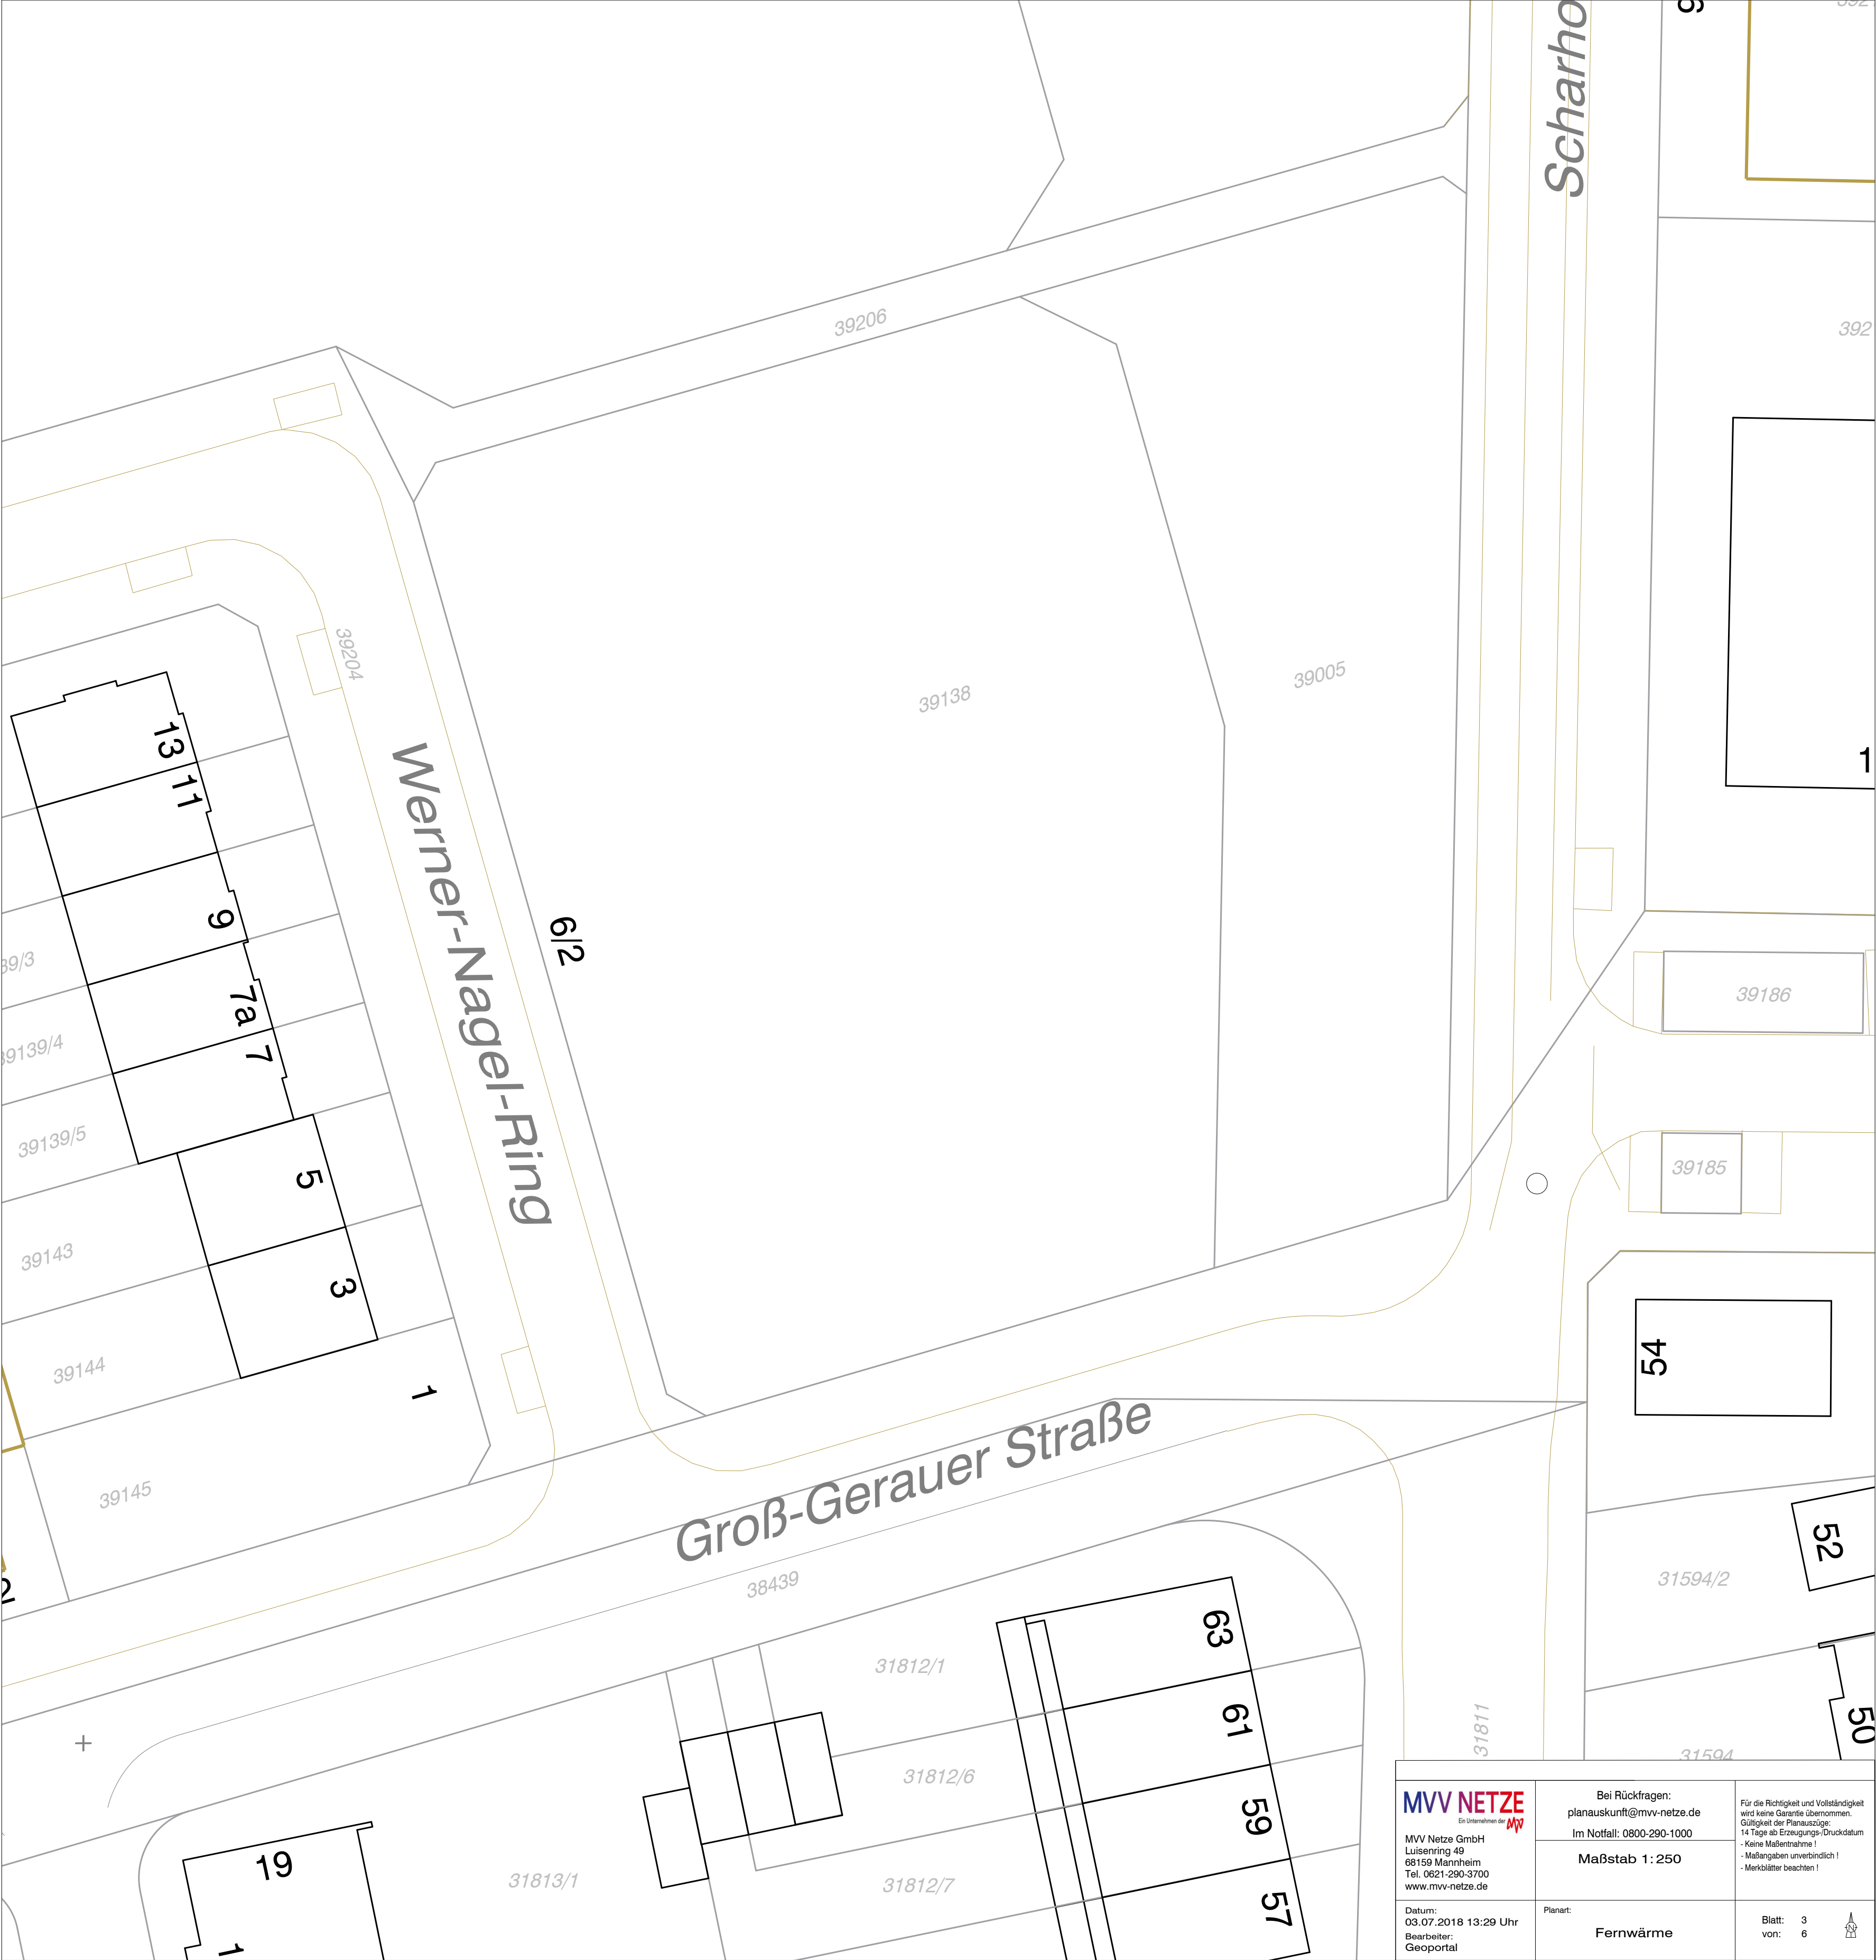 Scharho
39206
39204
39138
39005
392
Werner-Nagel-Ring
6/2
13
11
9
7a
7
5
3
1
1
39/3
39139/4
39139/5
39143
39144
39145
39186
39185
54
52
50
Groß-Gerauer Straße
38439
31594/2
31594
31811
31812/1
31812/6
31812/7
31813/1
63
61
59
57
19
1
MVV NETZE
Ein Unternehmen der MVV
MVV Netze GmbH
Luisenring 49
68159 Mannheim
Tel. 0621-290-3700
www.mvv-netze.de
Bei Rückfragen:
planauskunft@mvv-netze.de
Im Notfall: 0800-290-1000
Maßstab 1:250
Für die Richtigkeit und Vollständigkeit
wird keine Garantie übernommen.
Gültigkeit der Planauszüge:
14 Tage ab Erzeugungs-/Druckdatum
- Keine Maßentnahme !
- Maßangaben unverbindlich !
- Merkblätter beachten !
Datum:
03.07.2018 13:29 Uhr
Bearbeiter:
Geoportal
Planart:
Fernwärme
Blatt: 3
von: 6
N